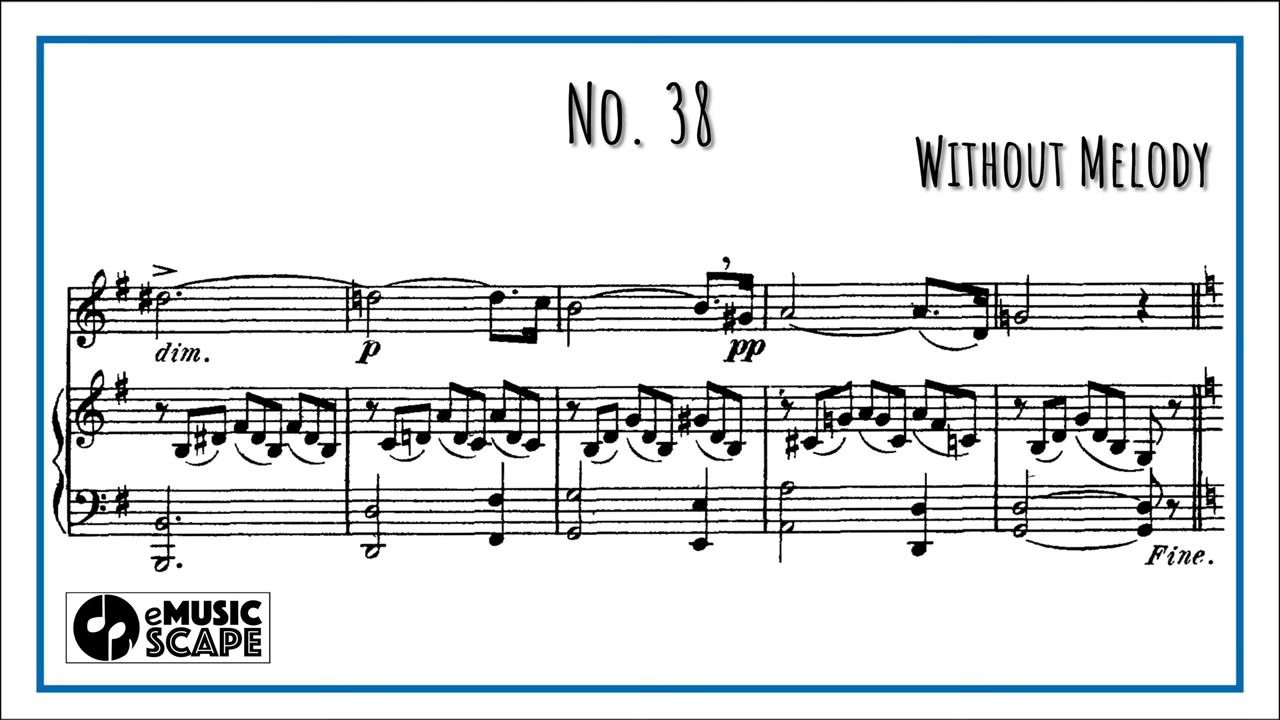 No. 38
WITHOUT MELODY
dim.
p
pp
Fine.
eMUSIC
SCAPE